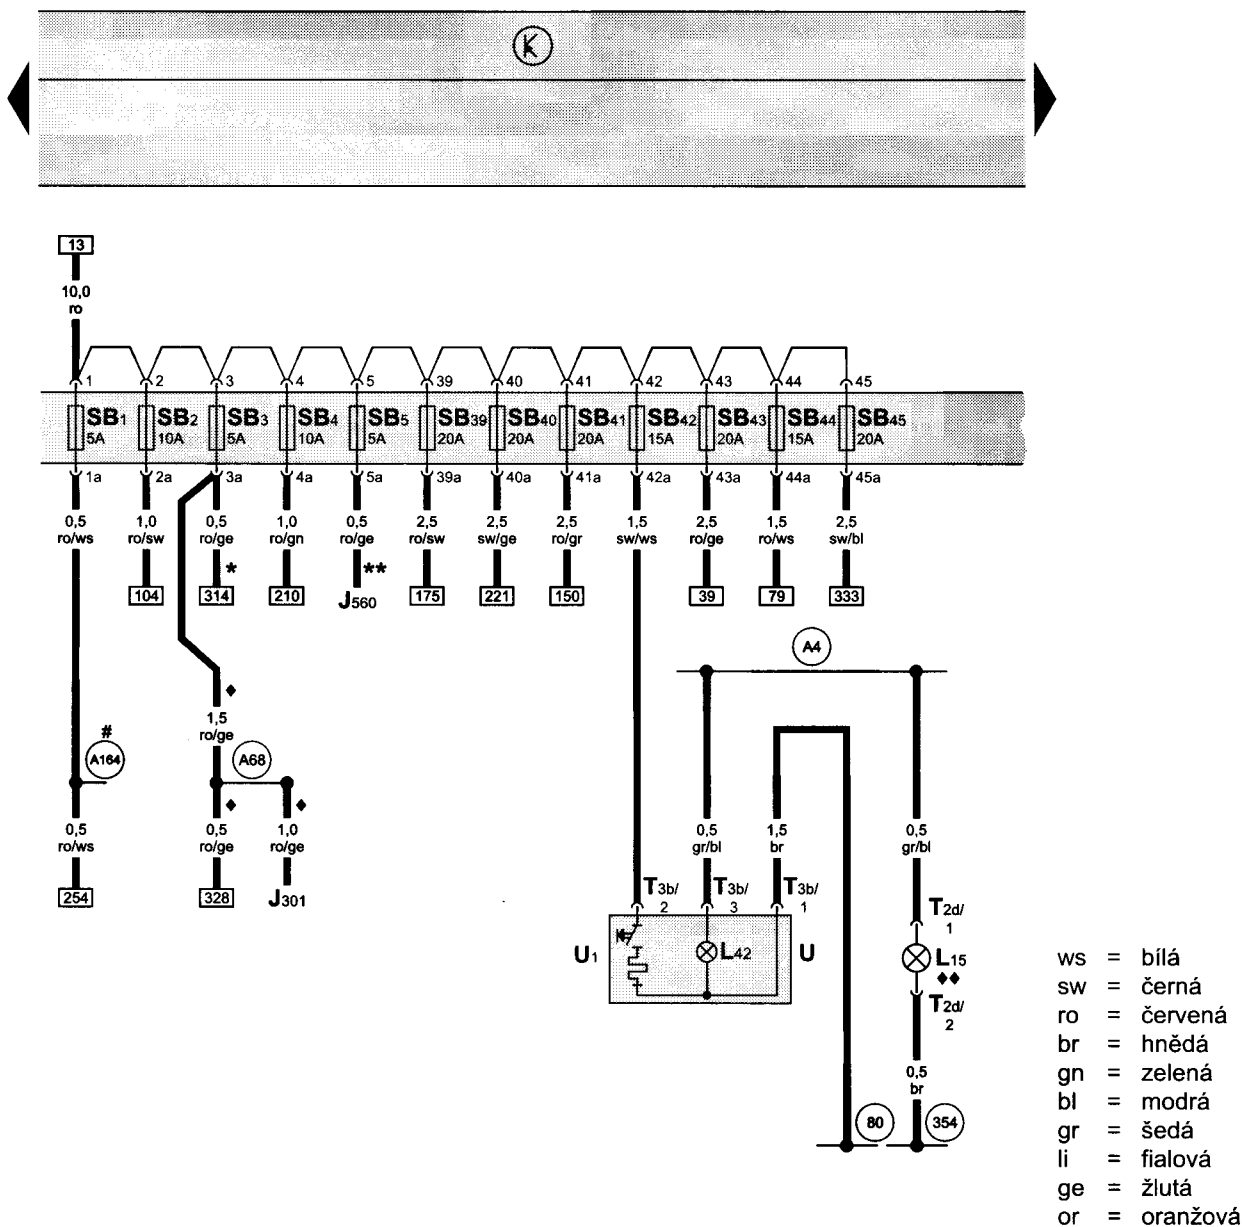 K
13
10,0
ro
1 2 3 4 5 39 40 41 42 43 44 45
SB1 SB2 SB3 SB4 SB5 SB39 SB40 SB41 SB42 SB43 SB44 SB45
5A 10A 5A 10A 5A 20A 20A 20A 15A 20A 15A 20A
1a 2a 3a 4a 5a 39a 40a 41a 42a 43a 44a 45a
0,5 1,0 0,5 1,0 0,5 2,5 2,5 2,5 1,5 2,5 1,5 2,5
ro/ws ro/sw ro/ge ro/gn ro/ge ro/sw sw/ge ro/gr sw/ws ro/ge ro/ws sw/bl
* **
104 314 210 J560 175 221 150 39 79 333
A4
♦
1,5
ro/ge
#
A164 A68
♦ ♦
0,5 0,5 1,0 0,5 1,5 0,5
ro/ws ro/ge ro/ge gr/bl br gr/bl
254 328 J301
T3b/ T3b/ T3b/
2 3 1
T2d/
1
U1 L42 U L15
♦♦
T2d/
2
0,5
br
80 354
ws = bílá
sw = černá
ro = červená
br = hnědá
gn = zelená
bl = modrá
gr = šedá
li = fialová
ge = žlutá
or = oranžová